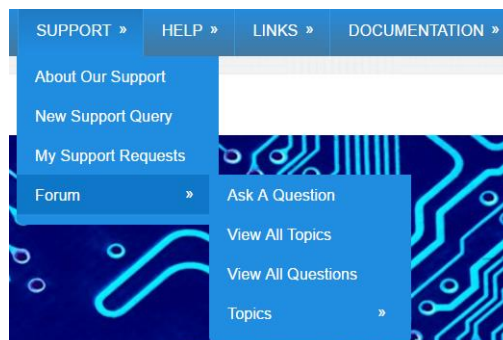 SUPPORT » HELP » LINKS » DOCUMENTATION »
About Our Support
New Support Query
My Support Requests
Forum »
Ask A Question
View All Topics
View All Questions
Topics »